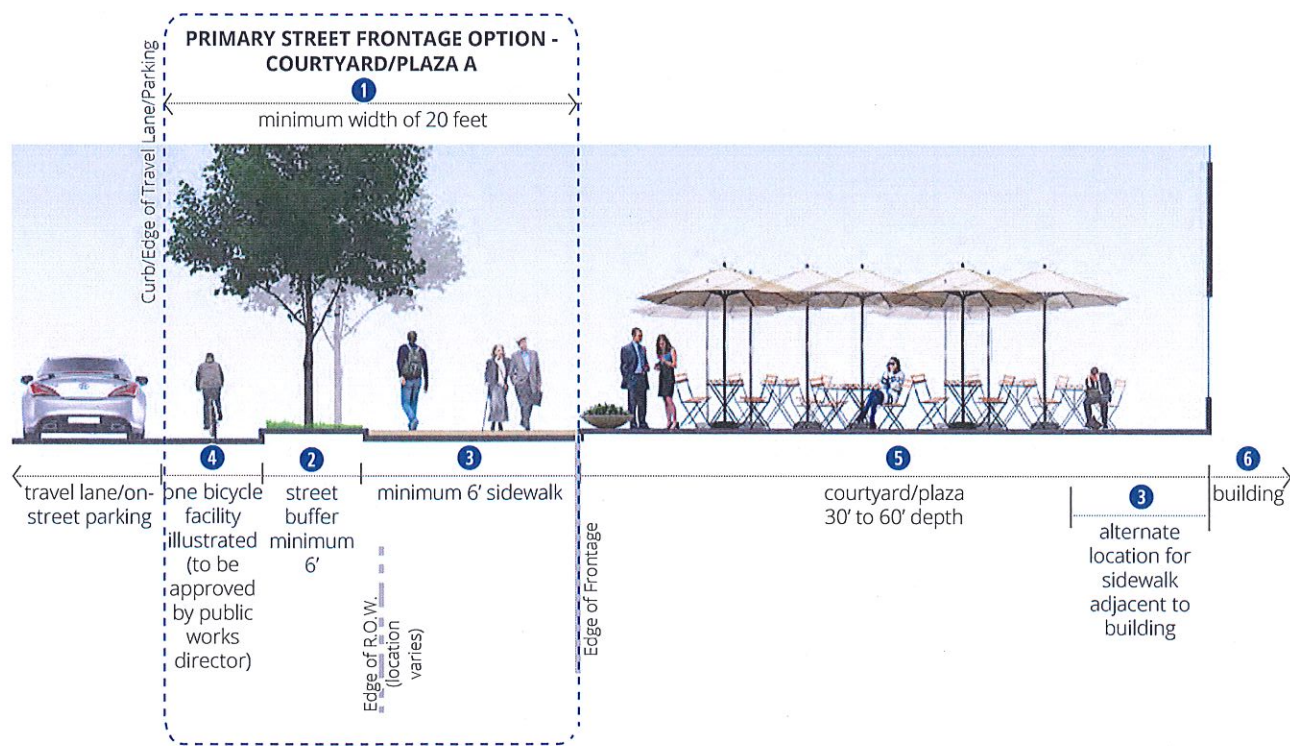 PRIMARY STREET FRONTAGE OPTION -
COURTYARD/PLAZA A
1
minimum width of 20 feet
Curb/Edge of Travel Lane/Parking
4
2
3
5
6
travel lane/on-
street parking
one bicycle
facility
illustrated
(to be
approved
by public
works
director)
street
buffer
minimum
6'
minimum 6' sidewalk
Edge of R.O.W.
(location
varies)
Edge of Frontage
courtyard/plaza
30' to 60' depth
3
alternate
location for
sidewalk
adjacent to
building
building